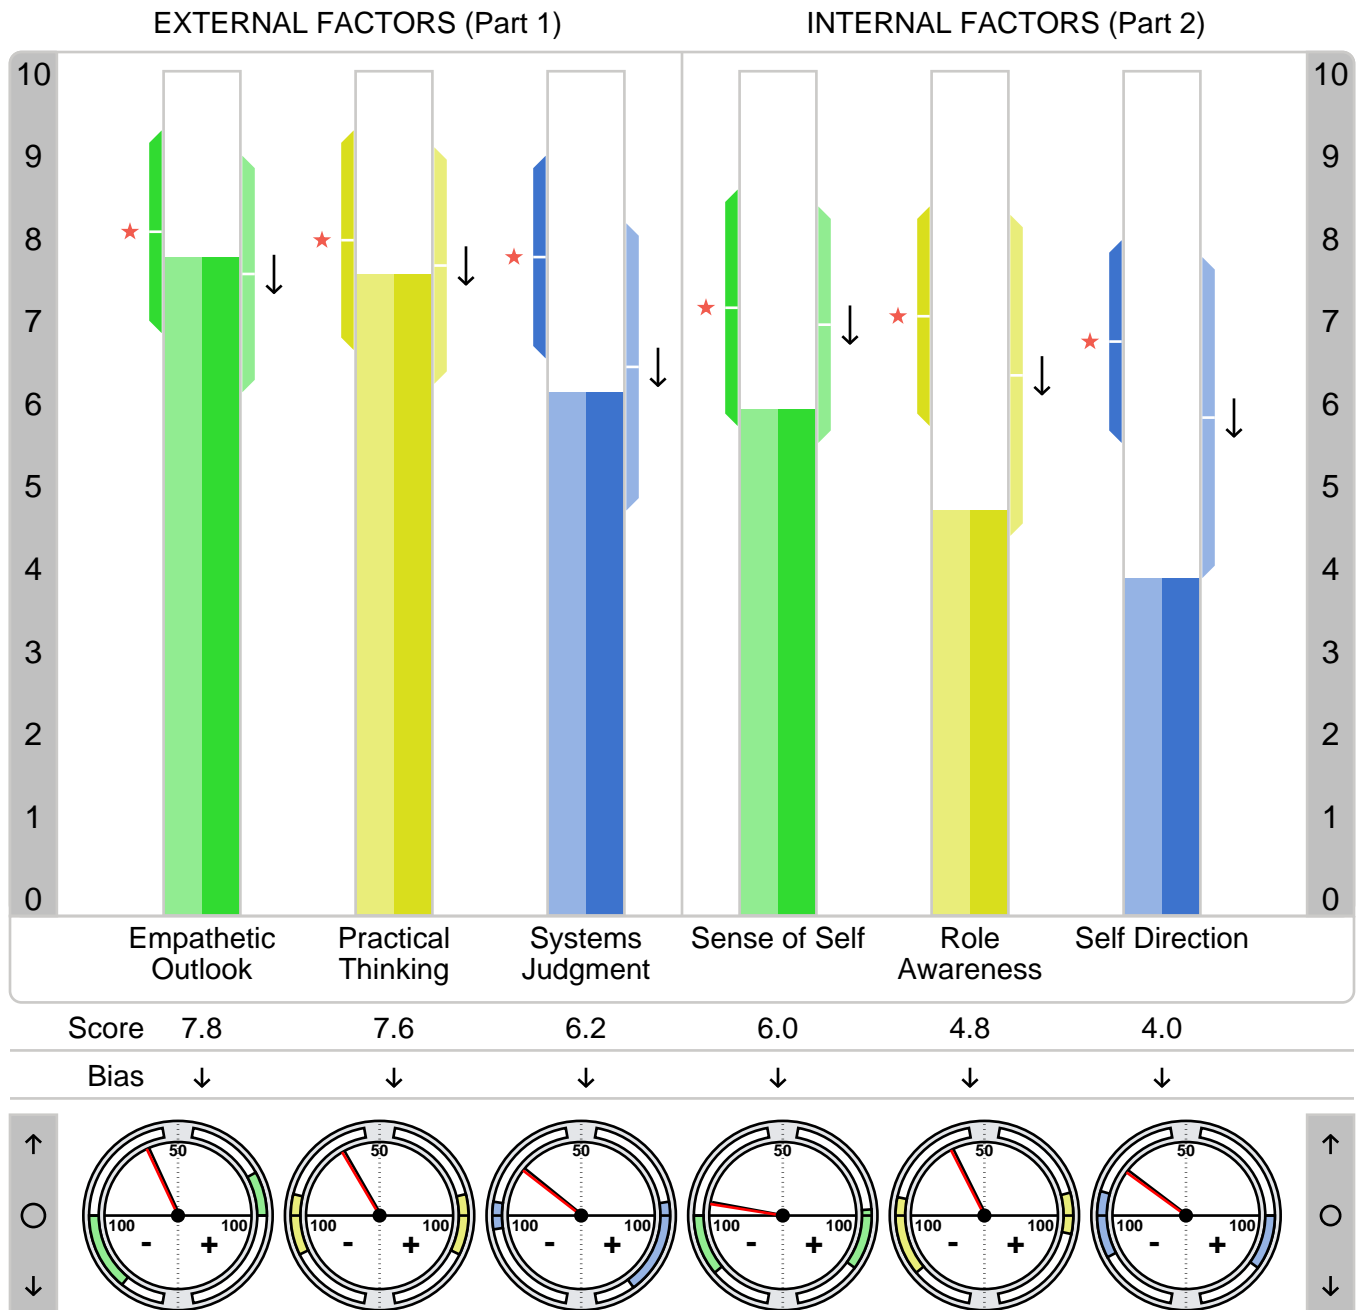 EXTERNAL FACTORS (Part 1) INTERNAL FACTORS (Part 2)
10 10
9 9
8 8
7 7
6 6
5 5
4 4
3 3
2 2
1 1
0 0
Empathetic Practical Systems Sense of Self Role Self Direction
Outlook Thinking Judgment Awareness
Score 7.8 7.6 6.2 6.0 4.8 4.0
Bias ↓ ↓ ↓ ↓ ↓ ↓
50 50 50 50 50 50
100 100 100 100 100 100 100 100 100 100 100 100
- + - + - + - + - + - +